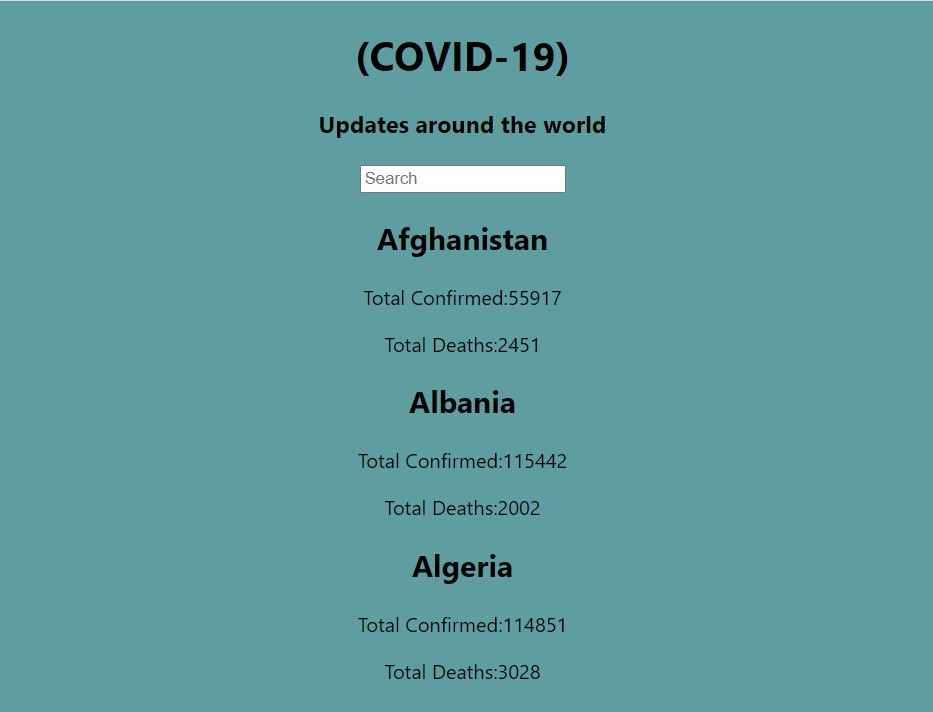 (COVID-19)
Updates around the world
Search
Afghanistan
Total Confirmed:55917
Total Deaths:2451
Albania
Total Confirmed:115442
Total Deaths:2002
Algeria
Total Confirmed:114851
Total Deaths:3028